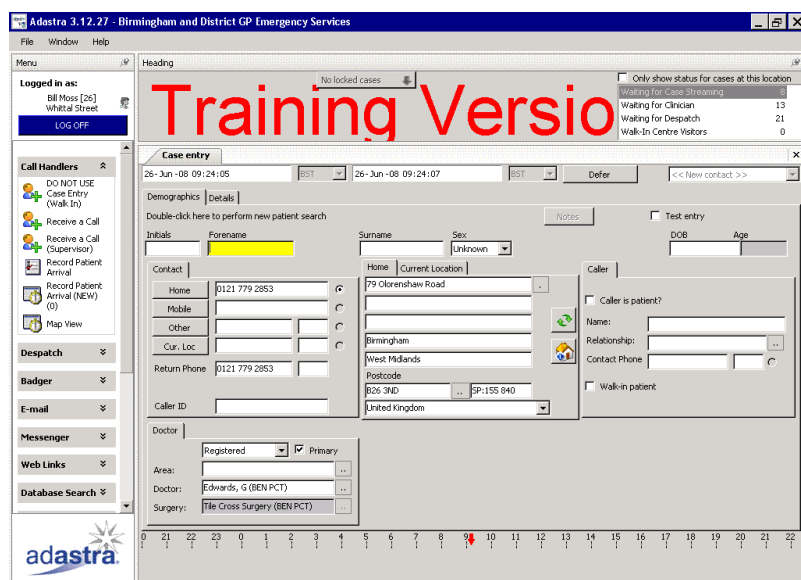 Adastra 3.12.27 - Birmingham and District GP Emergency Services
File Window Help
Menu
Logged in as:
Bill Moss [26]
Whittal Street
LOG OFF
Call Handlers
DO NOT USE
Case Entry
(Walk In)
Receive a Call
Receive a Call
(Supervisor)
Record Patient
Arrival
Record Patient
Arrival (NEW)
(0)
Map View
Despatch
Badger
E-mail
Messenger
Web Links
Database Search
adastra
Heading
No locked cases
Training Versio
Only show status for cases at this location
Waiting for Case Streaming 8
Waiting for Clinician 13
Waiting for Despatch 21
Walk-In Centre Visitors 0
Case entry
26-Jun-08 09:24:05 BST 26-Jun-08 09:24:07 BST Defer << New contact >>
Demographics Details
Double-click here to perform new patient search Notes Test entry
Initials Forename Surname Sex DOB Age
Unknown
Contact
Home 0121 779 2853
Mobile
Other
Cur. Loc
Return Phone 0121 779 2853
Caller ID
Home Current Location
79 Olorenshaw Road .
Birmingham
West Midlands
Postcode
B26 3ND .. SP:155 840
United Kingdom
Caller
Caller is patient?
Name:
Relationship: ..
Contact Phone
Walk-in patient
Doctor
Registered Primary
Area: ..
Doctor: Edwards, G (BEN PCT) ..
Surgery: Tile Cross Surgery (BEN PCT) ..
0 21 22 23 0 1 2 3 4 5 6 7 8 9 10 11 12 13 14 15 16 17 18 19 20 21 22